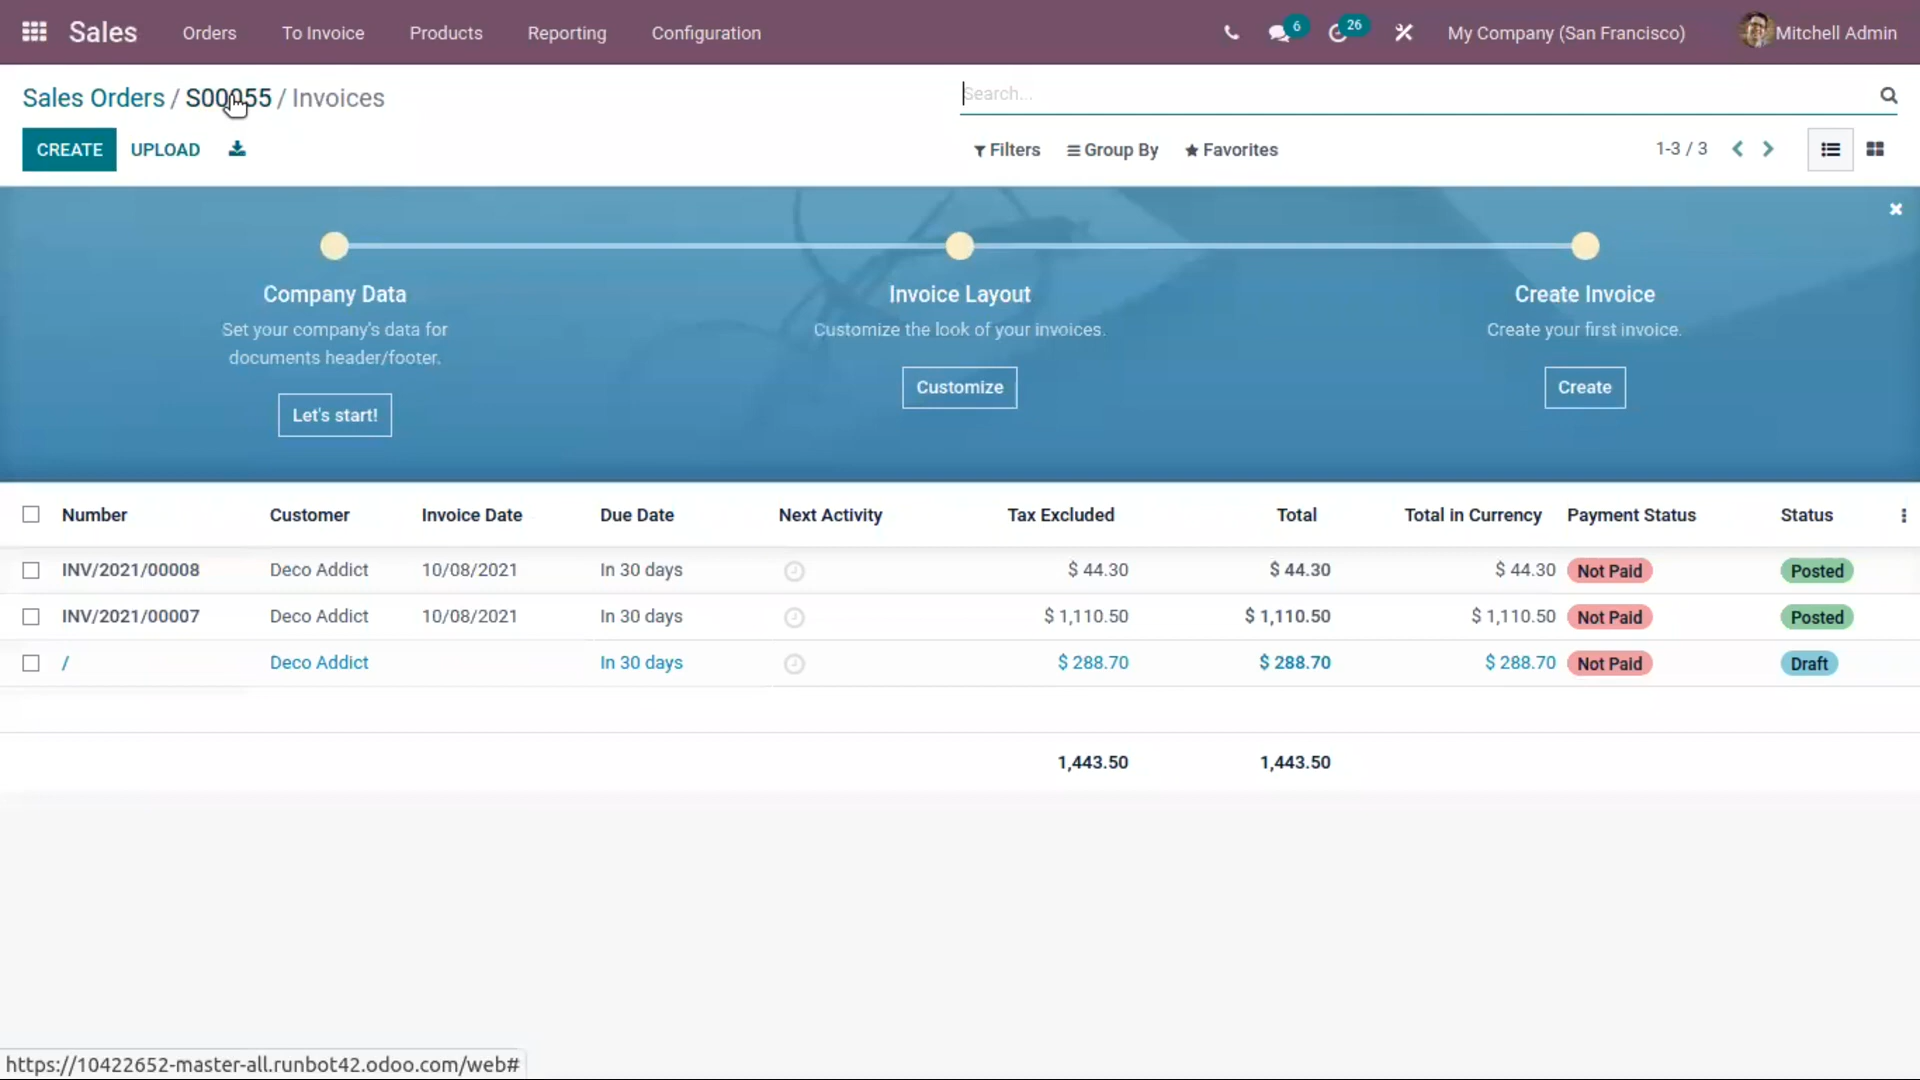 Sales Orders To Invoice Products Reporting Configuration 6 26 My Company (San Francisco) Mitchell Admin
Sales Orders / S00055 / Invoices
Search...
CREATE UPLOAD Filters Group By Favorites 1-3 / 3
Company Data Invoice Layout Create Invoice
Set your company's data for Customize the look of your invoices. Create your first invoice.
documents header/footer.
Customize Create
Let's start!
Number Customer Invoice Date Due Date Next Activity Tax Excluded Total Total in Currency Payment Status Status
INV/2021/00008 Deco Addict 10/08/2021 In 30 days $ 44.30 $ 44.30 $ 44.30 Not Paid Posted
INV/2021/00007 Deco Addict 10/08/2021 In 30 days $ 1,110.50 $ 1,110.50 $ 1,110.50 Not Paid Posted
/ Deco Addict In 30 days $ 288.70 $ 288.70 $ 288.70 Not Paid Draft
1,443.50 1,443.50
https://10422652-master-all.runbot42.odoo.com/web#